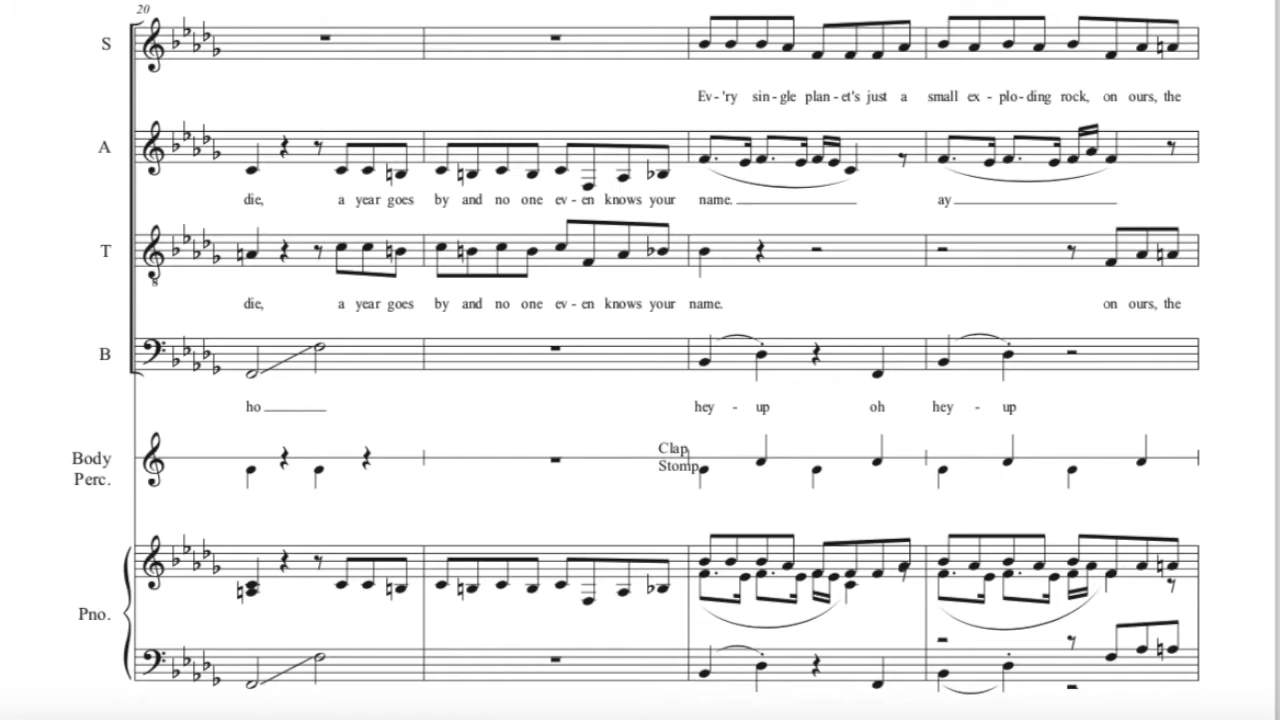 20
S
Ev-'ry sin-gle plan-et's just a small ex-plo-ding rock, on ours, the
A
die, a year goes by and no one ev-en knows your name. ay
T
die, a year goes by and no one ev-en knows your name. on ours, the
B
ho hey-up oh hey-up
Clap
Body Perc.
Stomp
Pno.